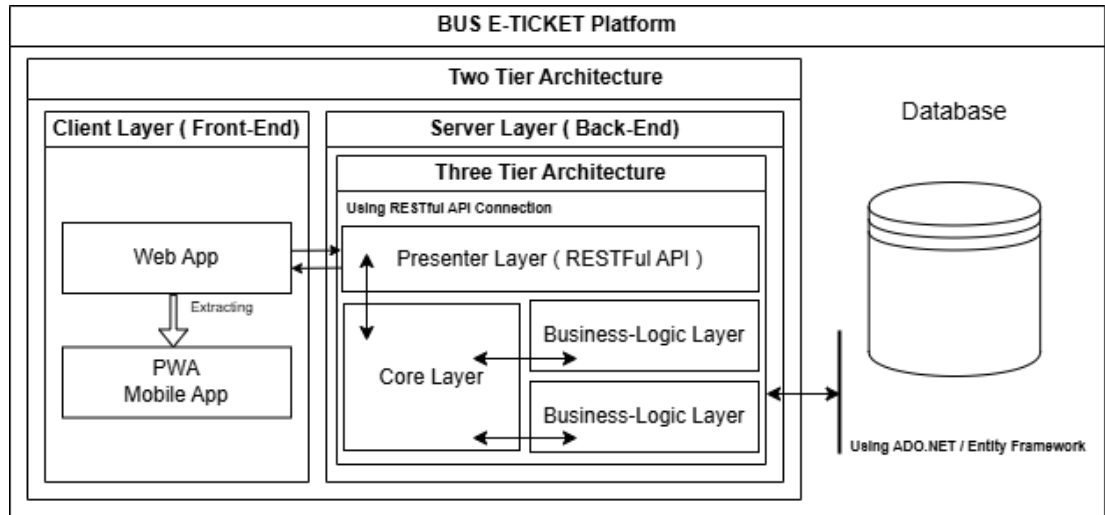 BUS E-TICKET Platform
Two Tier Architecture
Client Layer ( Front-End)
Server Layer ( Back-End)
Database
Three Tier Architecture
Using RESTful API Connection
Web App
Presenter Layer ( RESTFul API )
Extracting
Business-Logic Layer
PWA
Mobile App
Core Layer
Business-Logic Layer
Using ADO.NET / Entity Framework